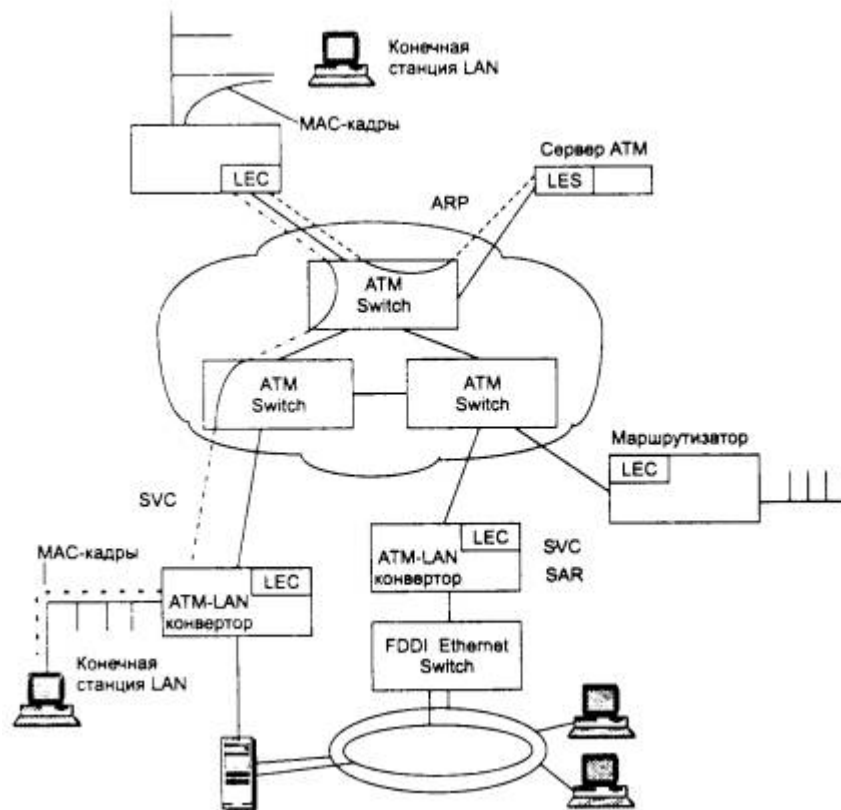 Конечная
станция LAN
МАС-кадры
LEC
Сервер ATM
LES
ARP
ATM
Switch
ATM
Switch
ATM
Switch
Маршрутизатор
LEC
SVC
МАС-кадры
LEC
ATM-LAN
конвертор
LEC
ATM-LAN
конвертор
SVC
SAR
FDDI Ethernet
Switch
Конечная
станция LAN